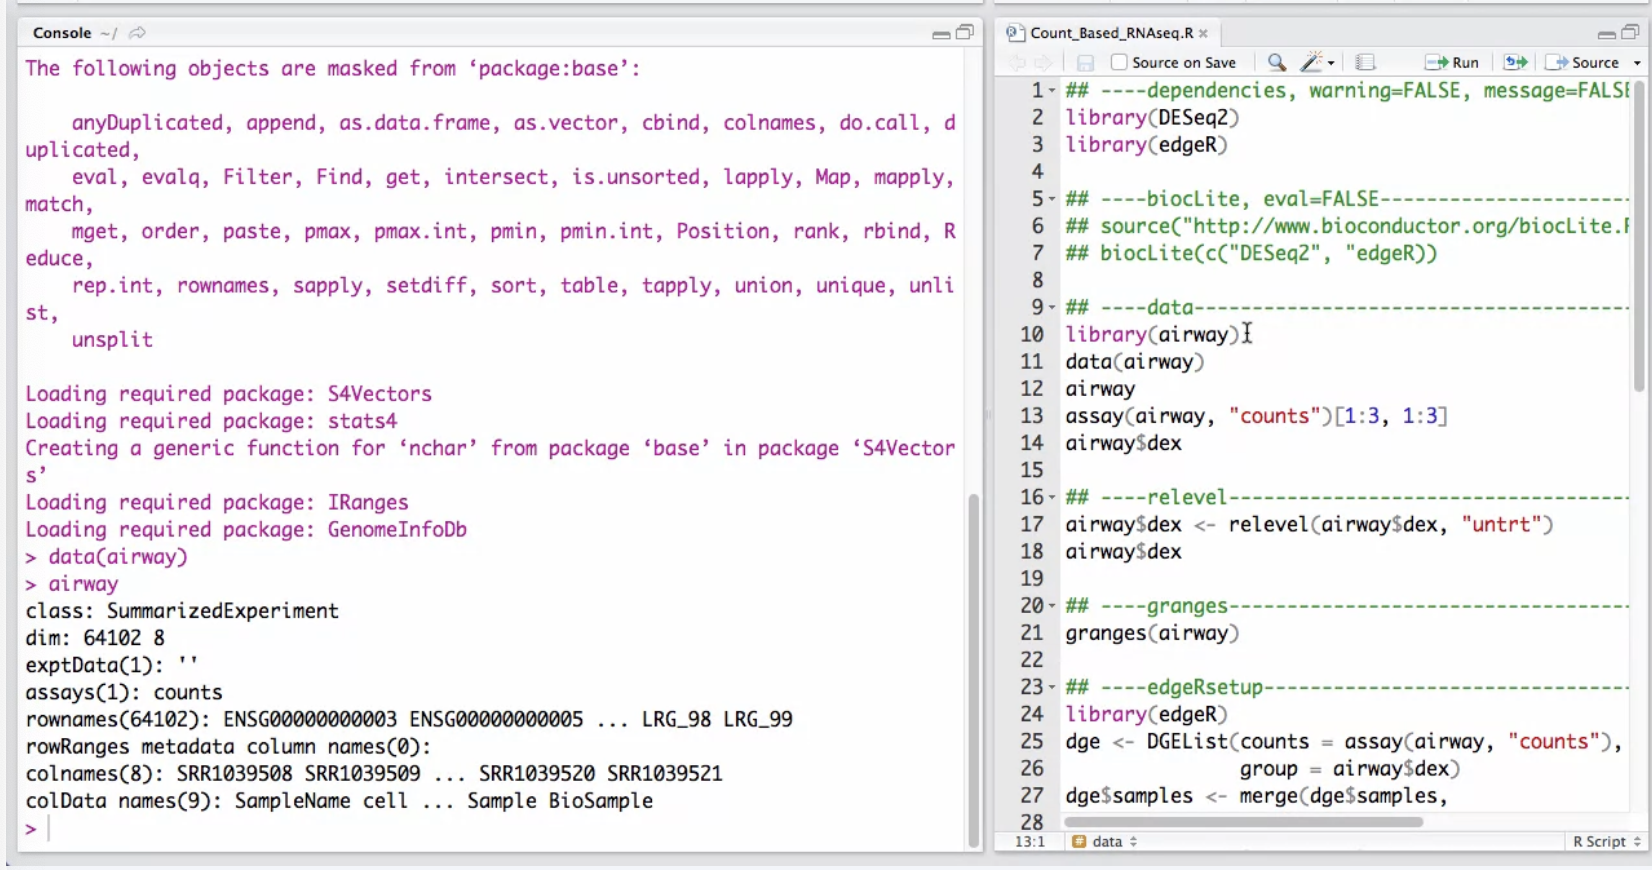 Console ~/
The following objects are masked from ‘package:base’:
anyDuplicated, append, as.data.frame, as.vector, cbind, colnames, do.call, d
uplicated,
eval, evalq, Filter, Find, get, intersect, is.unsorted, lapply, Map, mapply,
match,
mget, order, paste, pmax, pmax.int, pmin, pmin.int, Position, rank, rbind, R
educe,
rep.int, rownames, sapply, setdiff, sort, table, tapply, union, unique, unli
st,
unsplit
Loading required package: S4Vectors
Loading required package: stats4
Creating a generic function for ‘nchar’ from package ‘base’ in package ‘S4Vector
s’
Loading required package: IRanges
Loading required package: GenomeInfoDb
> data(airway)
> airway
class: SummarizedExperiment
dim: 64102 8
exptData(1): ''
assays(1): counts
rownames(64102): ENSG00000000003 ENSG00000000005 ... LRG_98 LRG_99
rowRanges metadata column names(0):
colnames(8): SRR1039508 SRR1039509 ... SRR1039520 SRR1039521
colData names(9): SampleName cell ... Sample BioSample
>
Count_Based_RNAseq.R
Source on Save Run Source
1 ## ----dependencies, warning=FALSE, message=FALSE
2 library(DESeq2)
3 library(edgeR)
4
5 ## ----biocLite, eval=FALSE----------------------
6 ## source("http://www.bioconductor.org/biocLite.R
7 ## biocLite(c("DESeq2", "edgeR))
8
9 ## ----data--------------------------------------
10 library(airway)
11 data(airway)
12 airway
13 assay(airway, "counts")[1:3, 1:3]
14 airway$dex
15
16 ## ----relevel-----------------------------------
17 airway$dex <- relevel(airway$dex, "untrt")
18 airway$dex
19
20 ## ----granges-----------------------------------
21 granges(airway)
22
23 ## ----edgeRsetup--------------------------------
24 library(edgeR)
25 dge <- DGEList(counts = assay(airway, "counts"),
26 group = airway$dex)
27 dge$samples <- merge(dge$samples,
28
13:1 # data R Script